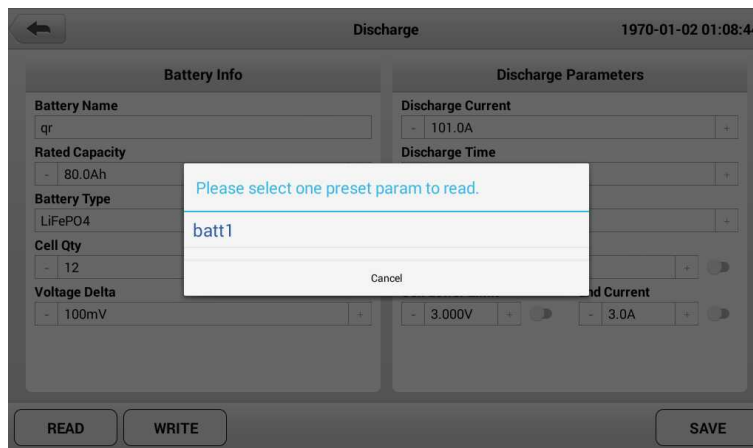 Discharge
1970-01-02 01:08:44
Battery Info
Battery Name
qr
Rated Capacity
- 80.0Ah
Battery Type
LiFePO4
Cell Qty
- 12
Voltage Delta
- 100mV +
Discharge Parameters
Discharge Current
- 101.0A +
Discharge Time
+
+
+
End Current
- 3.000V +
- 3.0A +
Please select one preset param to read.
batt1
Cancel
READ
WRITE
SAVE